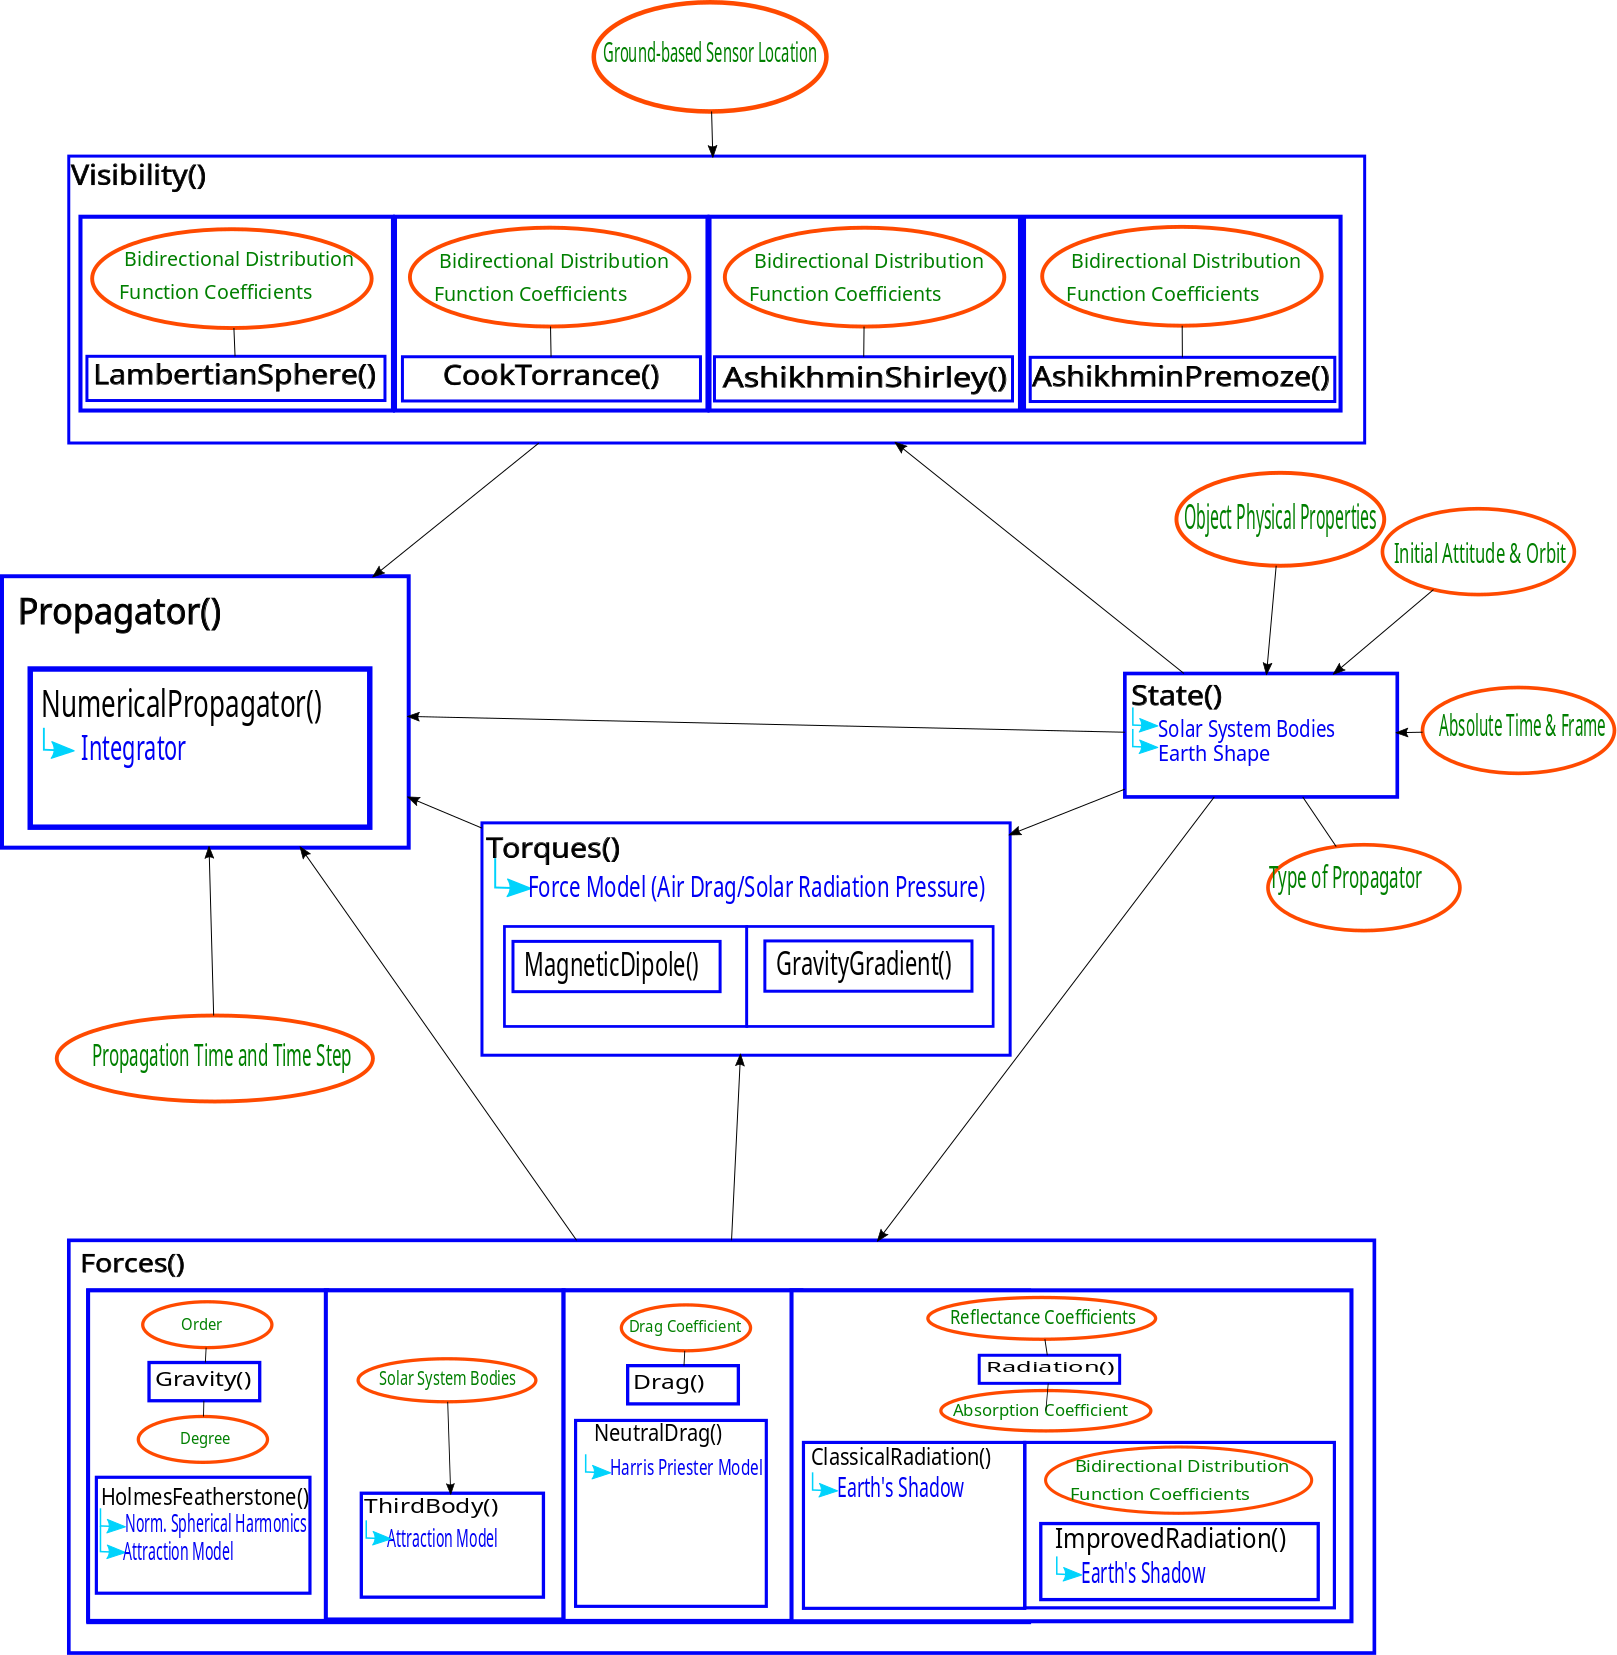 Ground-based Sensor Location
Visibility()
Bidirectional Distribution
Function Coefficients
LambertianSphere()
Bidirectional Distribution
Function Coefficients
CookTorrance()
Bidirectional Distribution
Function Coefficients
AshikhminShirley()
Bidirectional Distribution
Function Coefficients
AshikhminPremoze()
Object Physical Properties
Initial Attitude & Orbit
Propagator()
NumericalPropagator()
Integrator
State()
Solar System Bodies
Earth Shape
Absolute Time & Frame
Type of Propagator
Torques()
Force Model (Air Drag/Solar Radiation Pressure)
MagneticDipole()
GravityGradient()
Propagation Time and Time Step
Forces()
Order
Gravity()
Degree
HolmesFeatherstone()
Norm. Spherical Harmonics
Attraction Model
Solar System Bodies
ThirdBody()
Attraction Model
Drag Coefficient
Drag()
NeutralDrag()
Harris Priester Model
Reflectance Coefficients
Radiation()
Absorption Coefficient
ClassicalRadiation()
Earth's Shadow
Bidirectional Distribution
Function Coefficients
ImprovedRadiation()
Earth's Shadow